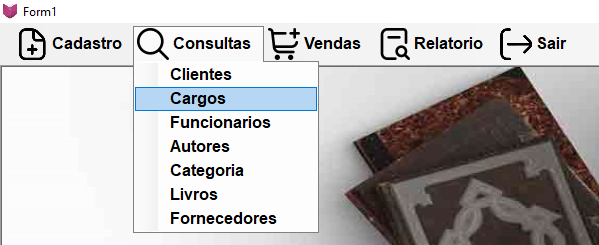 Form1
Cadastro Consultas Vendas Relatorio Sair
Clientes
Cargos
Funcionarios
Autores
Categoria
Livros
Fornecedores